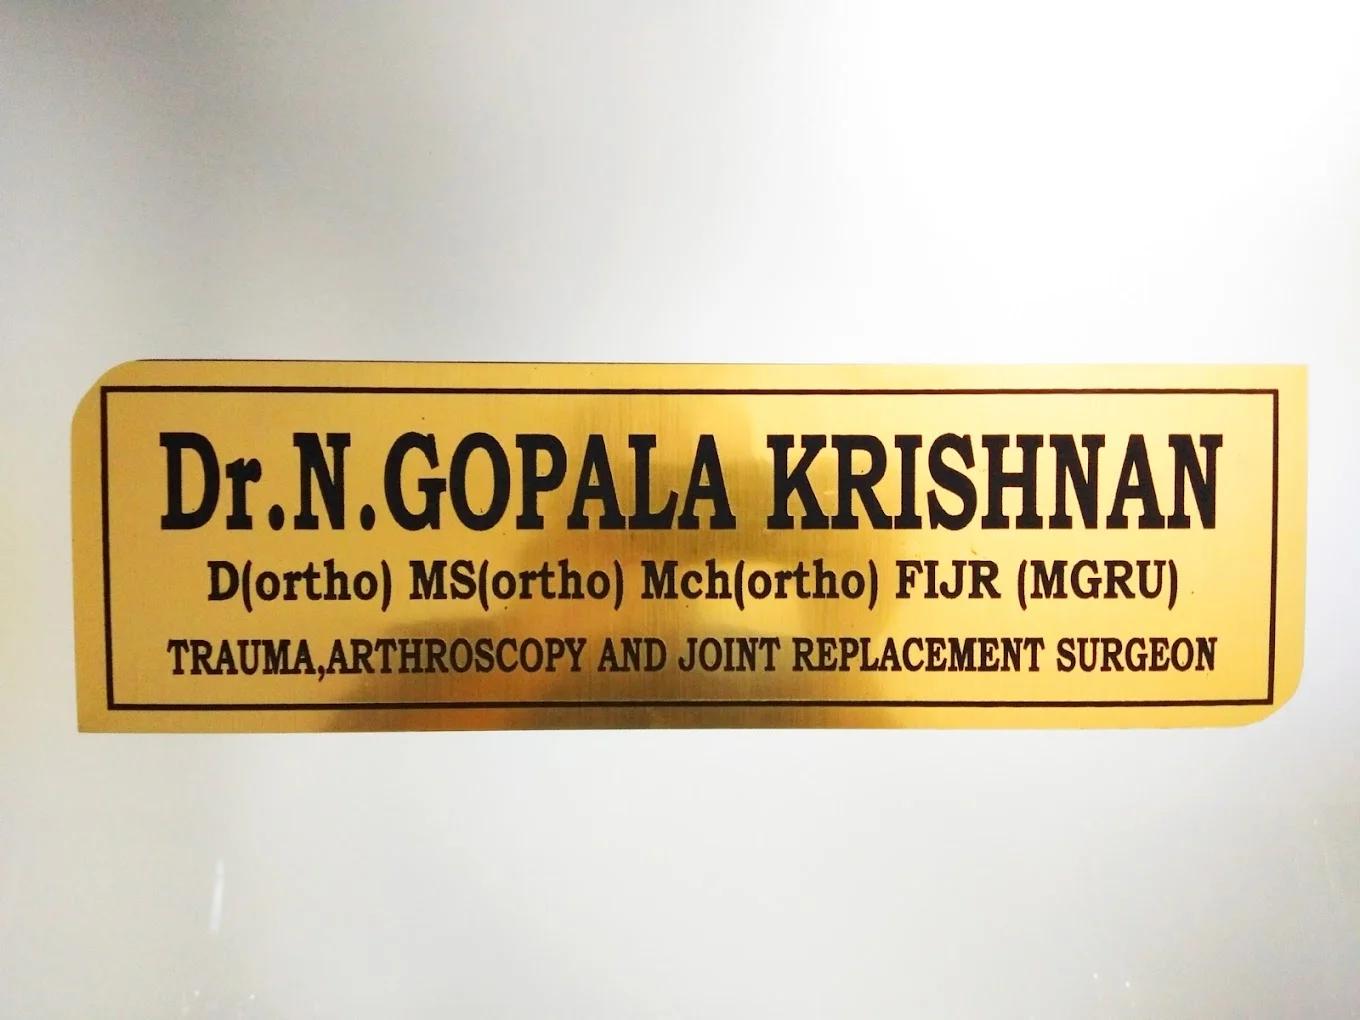 Dr.N.GOPALA KRISHNAN
D(ortho) MS(ortho) Mch(ortho) FIJR (MGRU)
TRAUMA,ARTHROSCOPY AND JOINT REPLACEMENT SURGEON